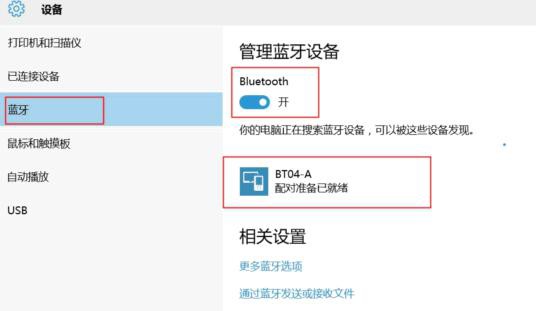 设备
打印机和扫描仪
已连接设备
蓝牙
鼠标和触摸板
自动播放
USB
管理蓝牙设备
Bluetooth
开
你的电脑正在搜索蓝牙设备，可以被这些设备发现。
BT04-A
配对准备已就绪
相关设置
更多蓝牙选项
通过蓝牙发送或接收文件